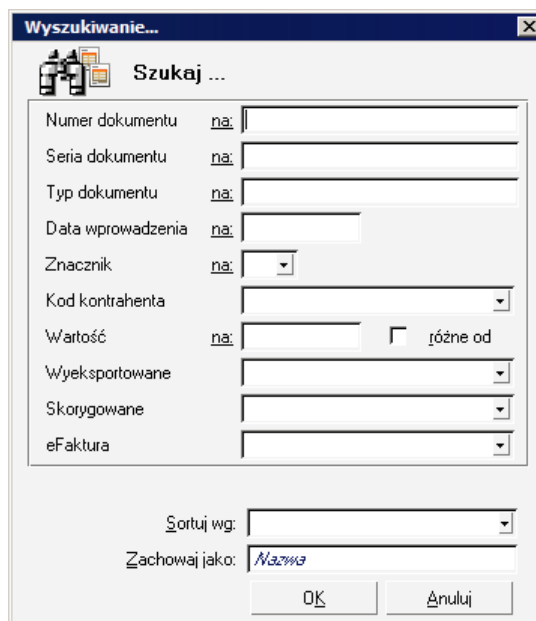 Wyszukiwanie...
Szukaj ...
Numer dokumentu na:
Seria dokumentu na:
Typ dokumentu na:
Data wprowadzenia na:
Znacznik na:
Kod kontrahenta
Wartość na: różne od
Wyeksportowane
Skorygowane
eFaktura
Sortuj wg:
Zachowaj jako: Nazwa
OK Anuluj